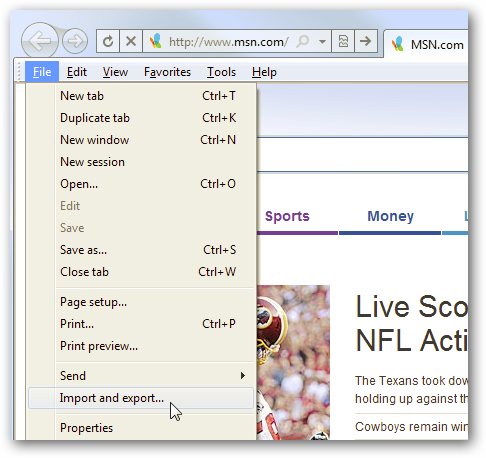 http://www.msn.com/
MSN.com
File Edit View Favorites Tools Help
New tab Ctrl+T
Duplicate tab Ctrl+K
New window Ctrl+N
New session
Open... Ctrl+O
Edit
Save
Save as... Ctrl+S
Close tab Ctrl+W
Page setup...
Print... Ctrl+P
Print preview...
Send
Import and export...
Properties
Sports Money
Live Sco
NFL Acti
The Texans took dow
holding up against th
Cowboys remain win